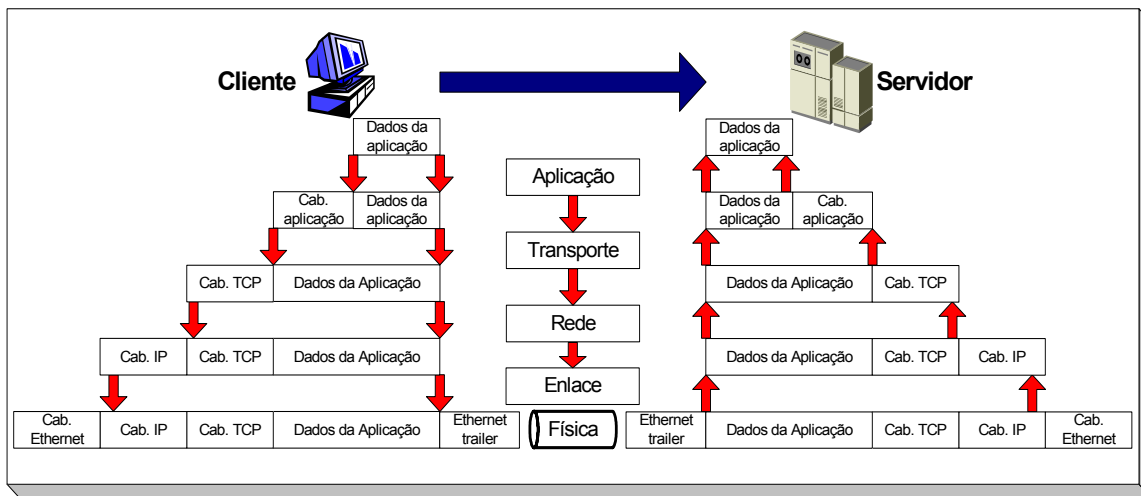 Cliente
Servidor
Dados da
aplicação
Dados da
aplicação
Aplicação
Cab.
aplicação
Dados da
aplicação
Dados da
aplicação
Cab.
aplicação
Transporte
Cab. TCP
Dados da Aplicação
Dados da Aplicação
Cab. TCP
Rede
Cab. IP
Cab. TCP
Dados da Aplicação
Dados da Aplicação
Cab. TCP
Cab. IP
Enlace
Cab.
Ethernet
Cab. IP
Cab. TCP
Dados da Aplicação
Ethernet
trailer
Física
Ethernet
trailer
Dados da Aplicação
Cab. TCP
Cab. IP
Cab.
Ethernet